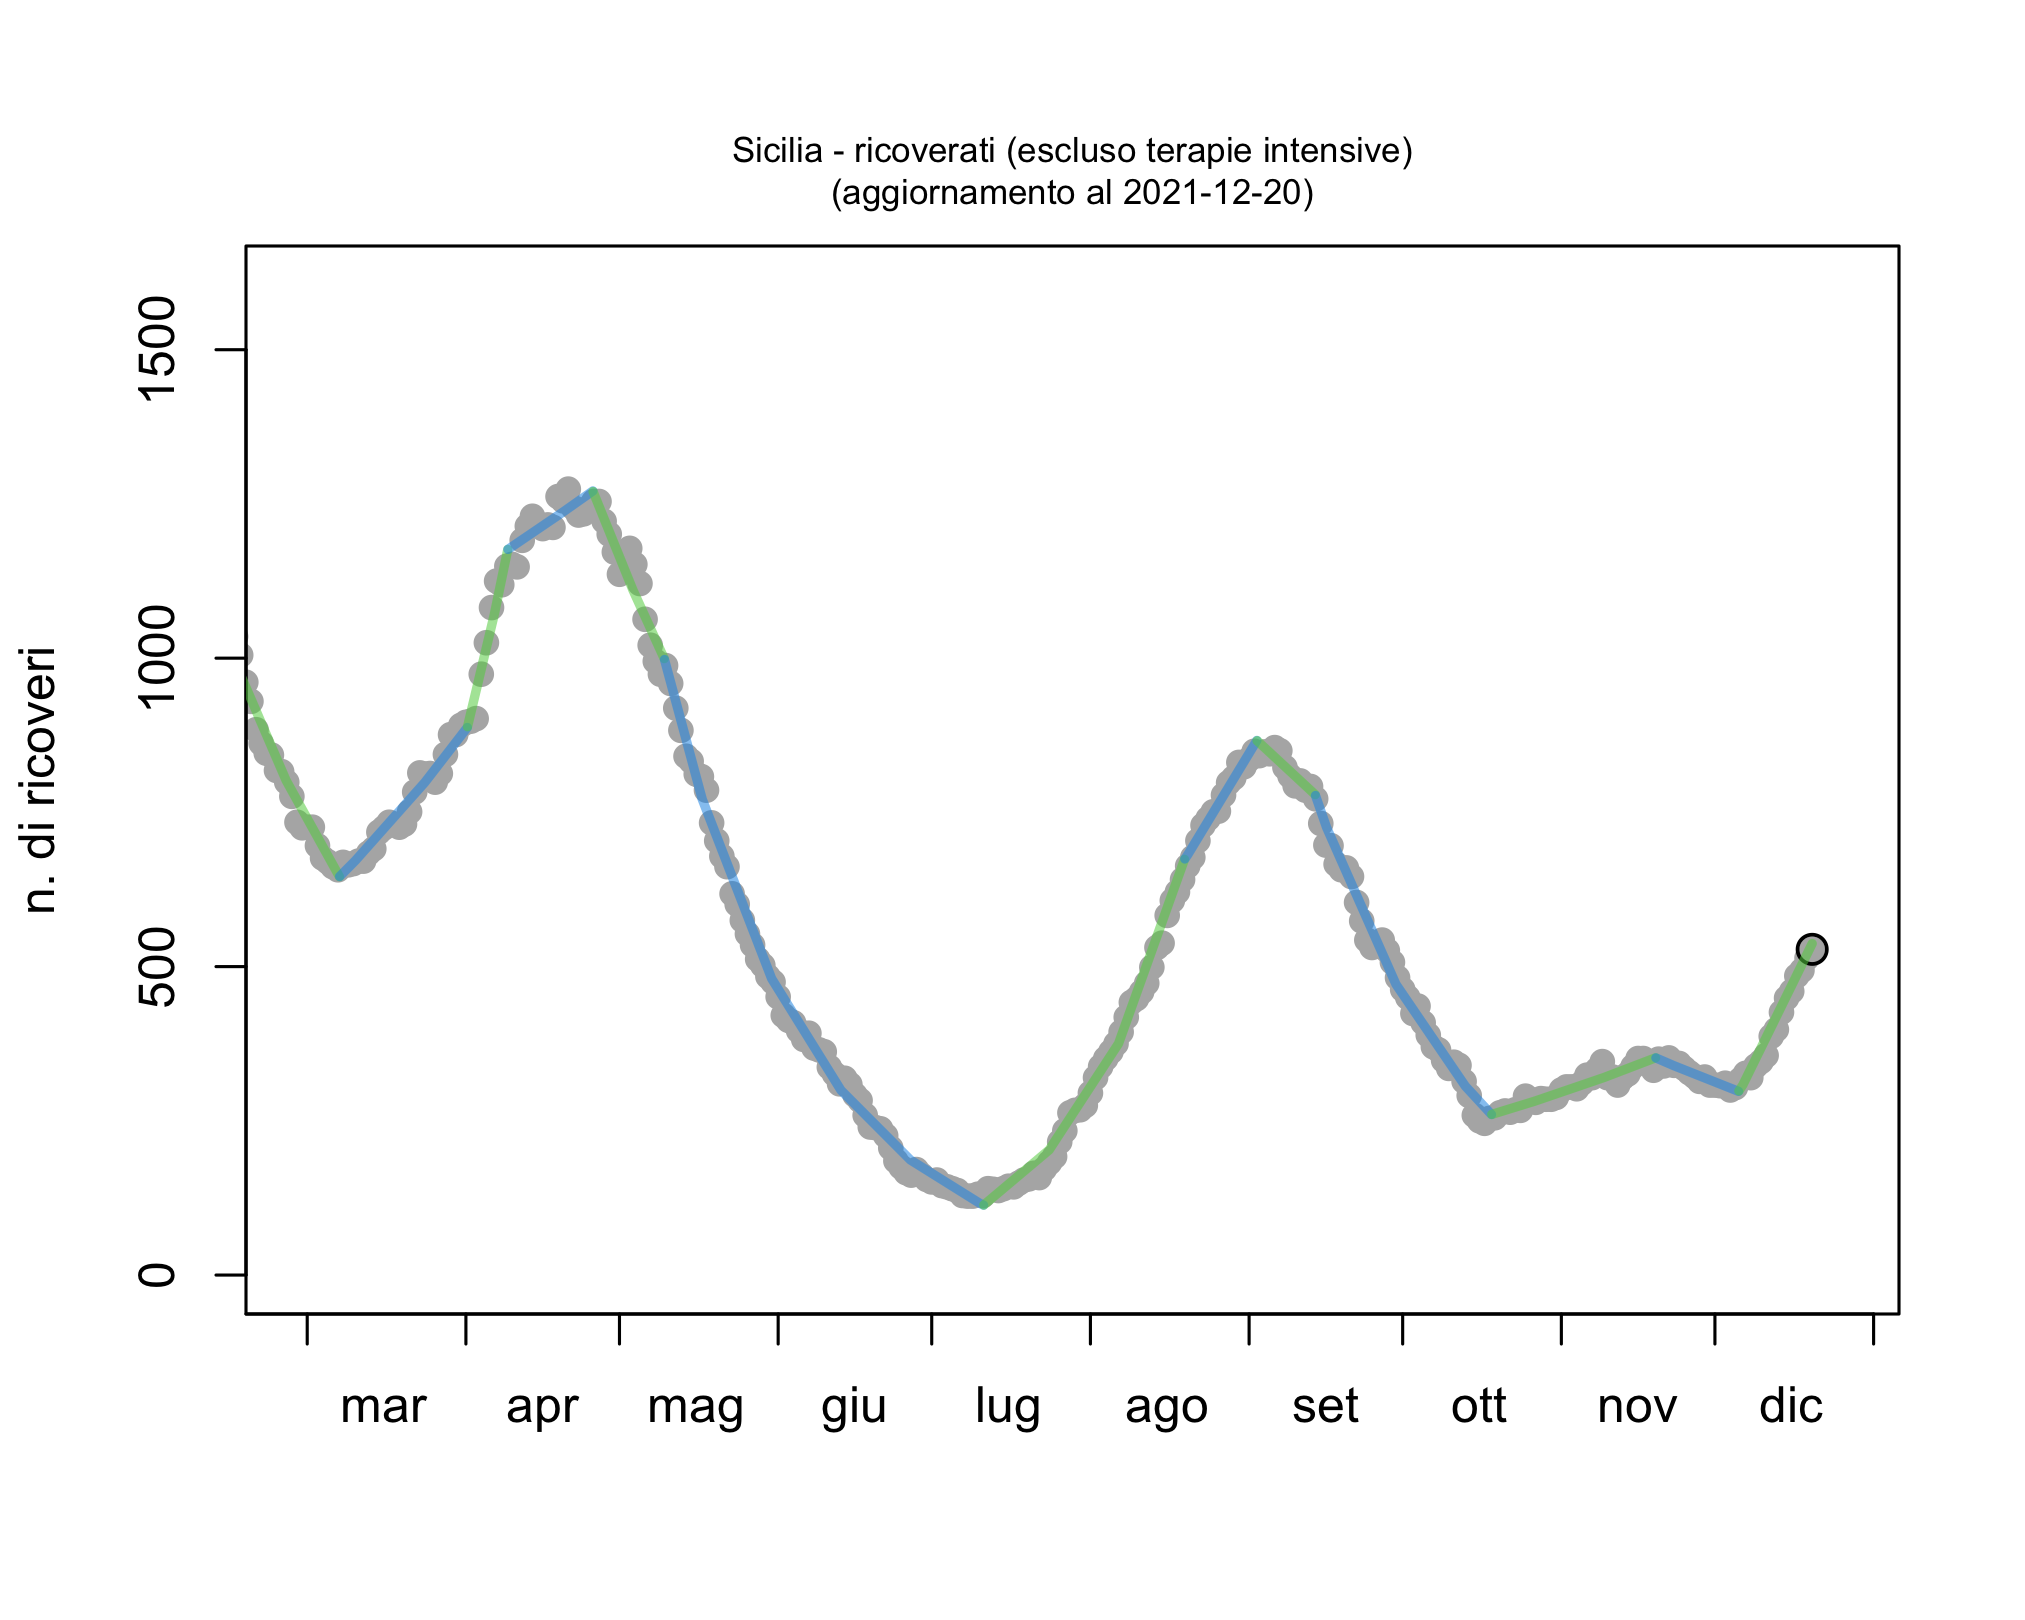 Sicilia - ricoverati (escluso terapie intensive)
(aggiornamento al 2021-12-20)
n. di ricoveri
1500
1000
500
0
mar apr mag giu lug ago set ott nov dic